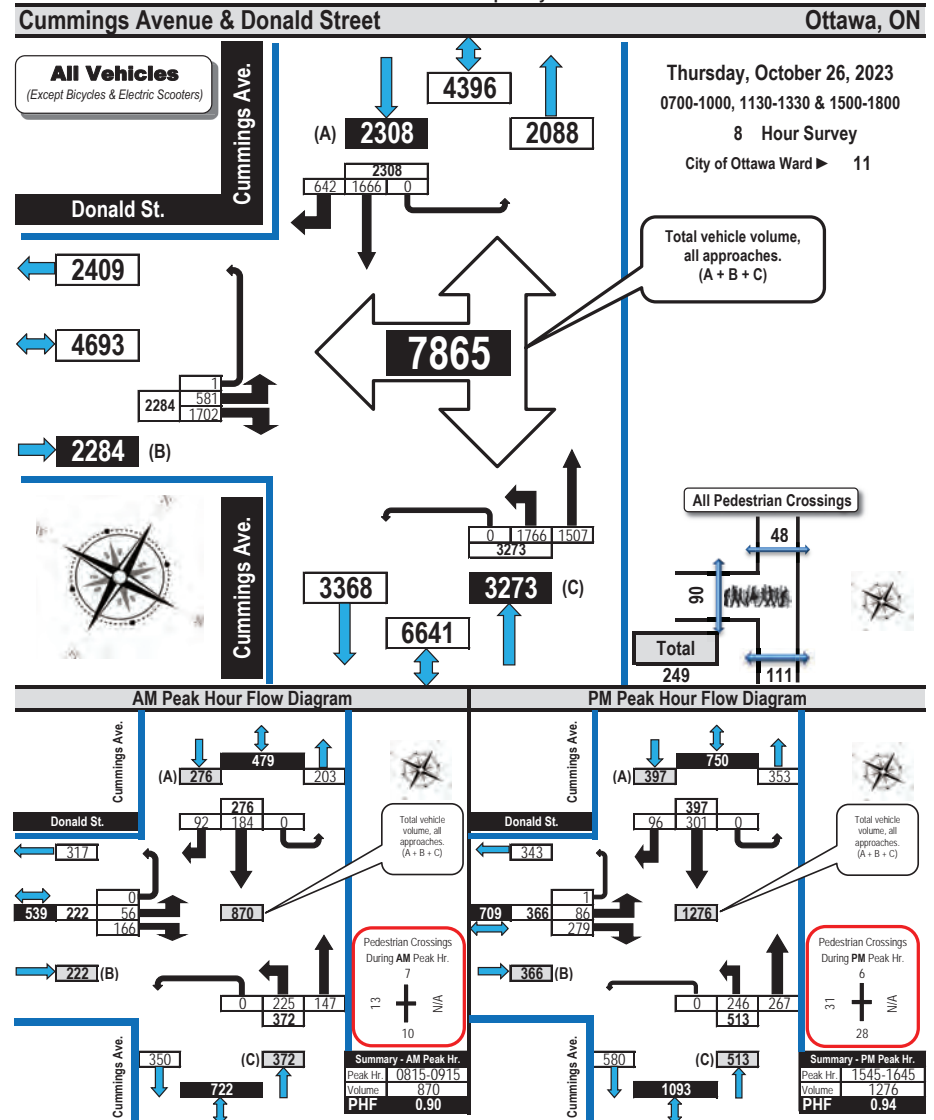 Cummings Avenue & Donald Street
Ottawa, ON
All Vehicles
(Except Bicycles & Electric Scooters)
Cummings Ave.
Donald St.
4396
(A) 2308
2088
2308
642 1666 0
Thursday, October 26, 2023
0700-1000, 1130-1330 & 1500-1800
8 Hour Survey
City of Ottawa Ward ► 11
Total vehicle volume,
all approaches.
(A + B + C)
2409
4693
7865
1
2284 581
1702
2284 (B)
Cummings Ave.
0 1766 1507
3273
3368
3273 (C)
6641
All Pedestrian Crossings
48
90
Total
249
111
AM Peak Hour Flow Diagram
Cummings Ave.
479
(A) 276
203
276
92 184 0
Donald St.
317
Total vehicle
volume, all
approaches.
(A + B + C)
0
539 222 56
166
870
222 (B)
0 225 147
372
Pedestrian Crossings
During AM Peak Hr.
7
13
N/A
10
Cummings Ave.
350
(C) 372
722
Summary - AM Peak Hr.
Peak Hr. 0815-0915
Volume 870
PHF 0.90
PM Peak Hour Flow Diagram
Cummings Ave.
750
(A) 397
353
397
96 301 0
Donald St.
343
Total vehicle
volume, all
approaches.
(A + B + C)
1
709 366 86
279
1276
366 (B)
0 246 267
513
Pedestrian Crossings
During PM Peak Hr.
6
31
N/A
28
Cummings Ave.
580
(C) 513
1093
Summary - PM Peak Hr.
Peak Hr. 1545-1645
Volume 1276
PHF 0.94